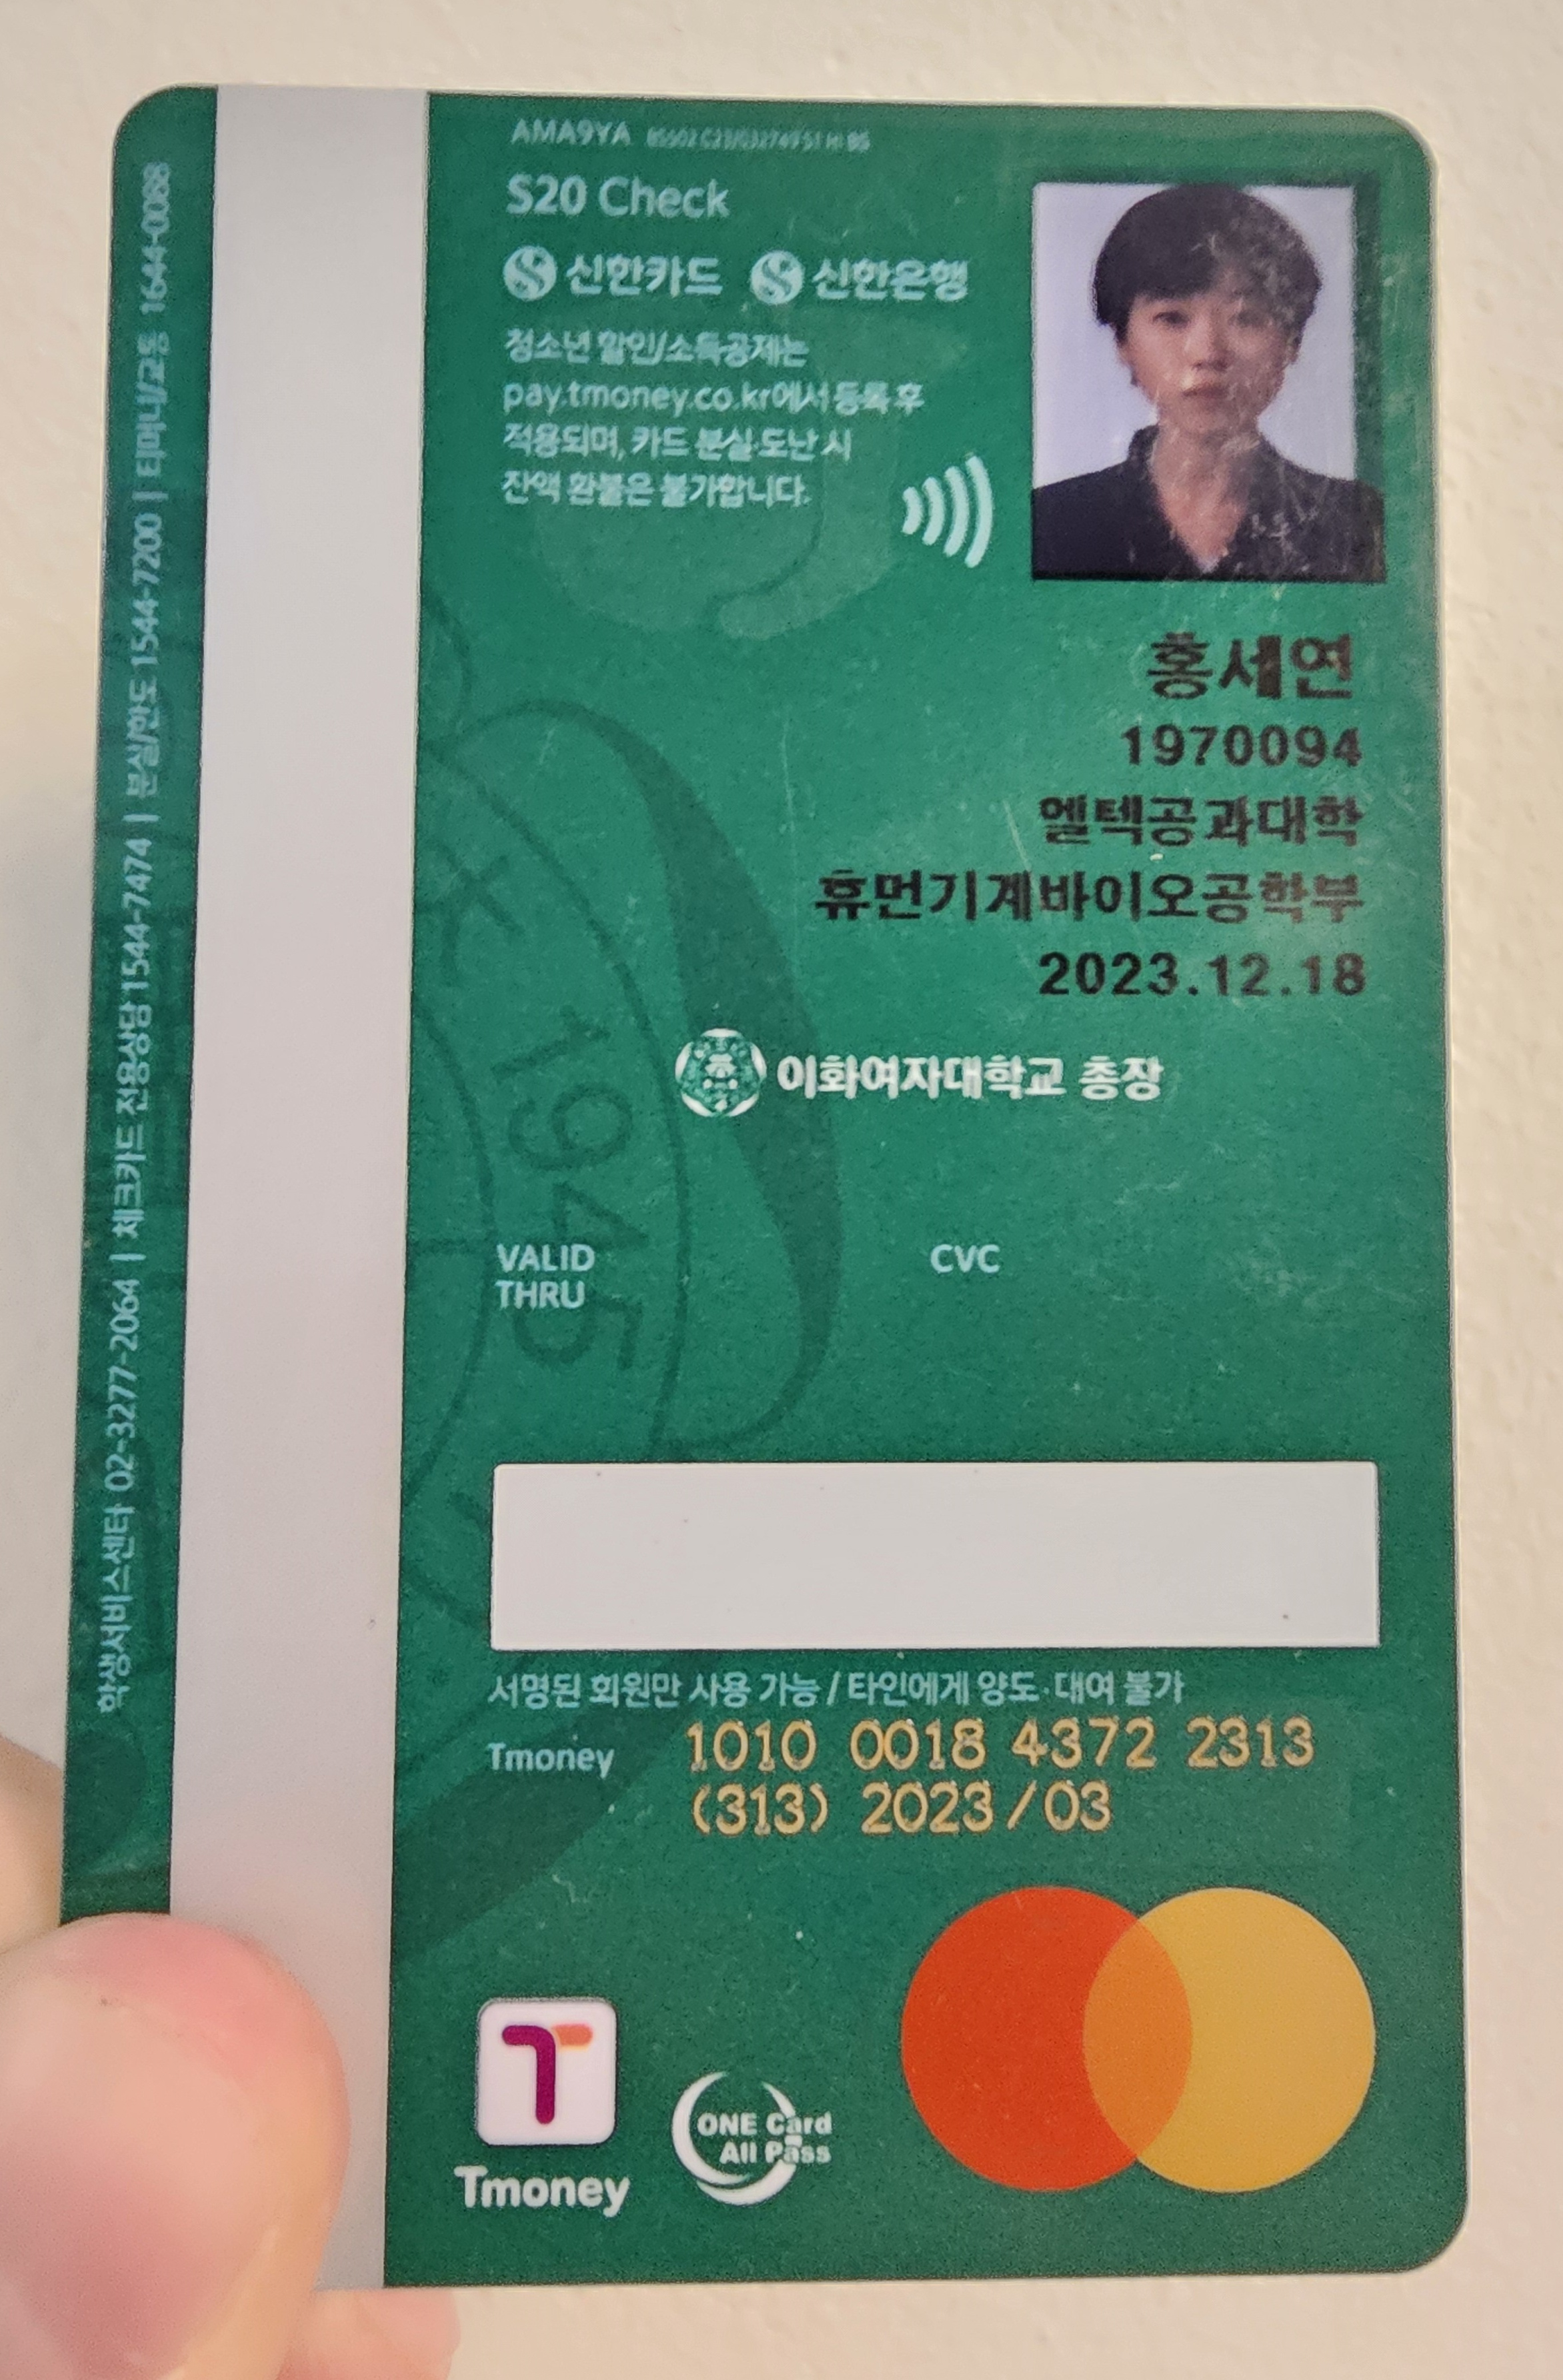 AMA9YA
S20 Check
신한카드 신한은행
청소년 할인/소득공제는
pay.tmoney.co.kr에서 등록 후
적용되며, 카드 분실·도난 시
잔액 환불은 불가합니다.
홍세연
1970094
엘텍공과대학
휴먼기계바이오공학부
2023.12.18
이화여자대학교 총장
1945
VALID
THRU
CVC
서명된 회원만 사용 가능 / 타인에게 양도·대여 불가
Tmoney 1010 0018 4372 2313
(313) 2023/03
Tmoney
ONE Card
All Pass
학생서비스센터 02-3277-2064 | 체크카드 전용상담 1544-7474 | 분실/한도 1544-7200 | 티머니/교통 1644-0088